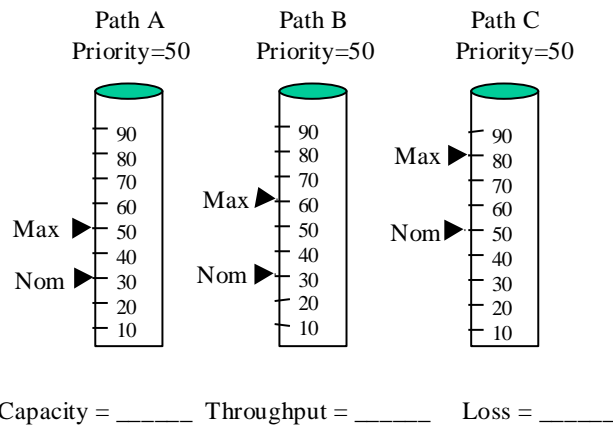 Path A Path B Path C
Priority=50 Priority=50 Priority=50
90 90 90
80 80 Max 80
70 70 70
60 Max 60 60
Max 50 50 Nom 50
40 40 40
Nom 30 Nom 30 30
20 20 20
10 10 10
Capacity = ______ Throughput = ______ Loss = ______